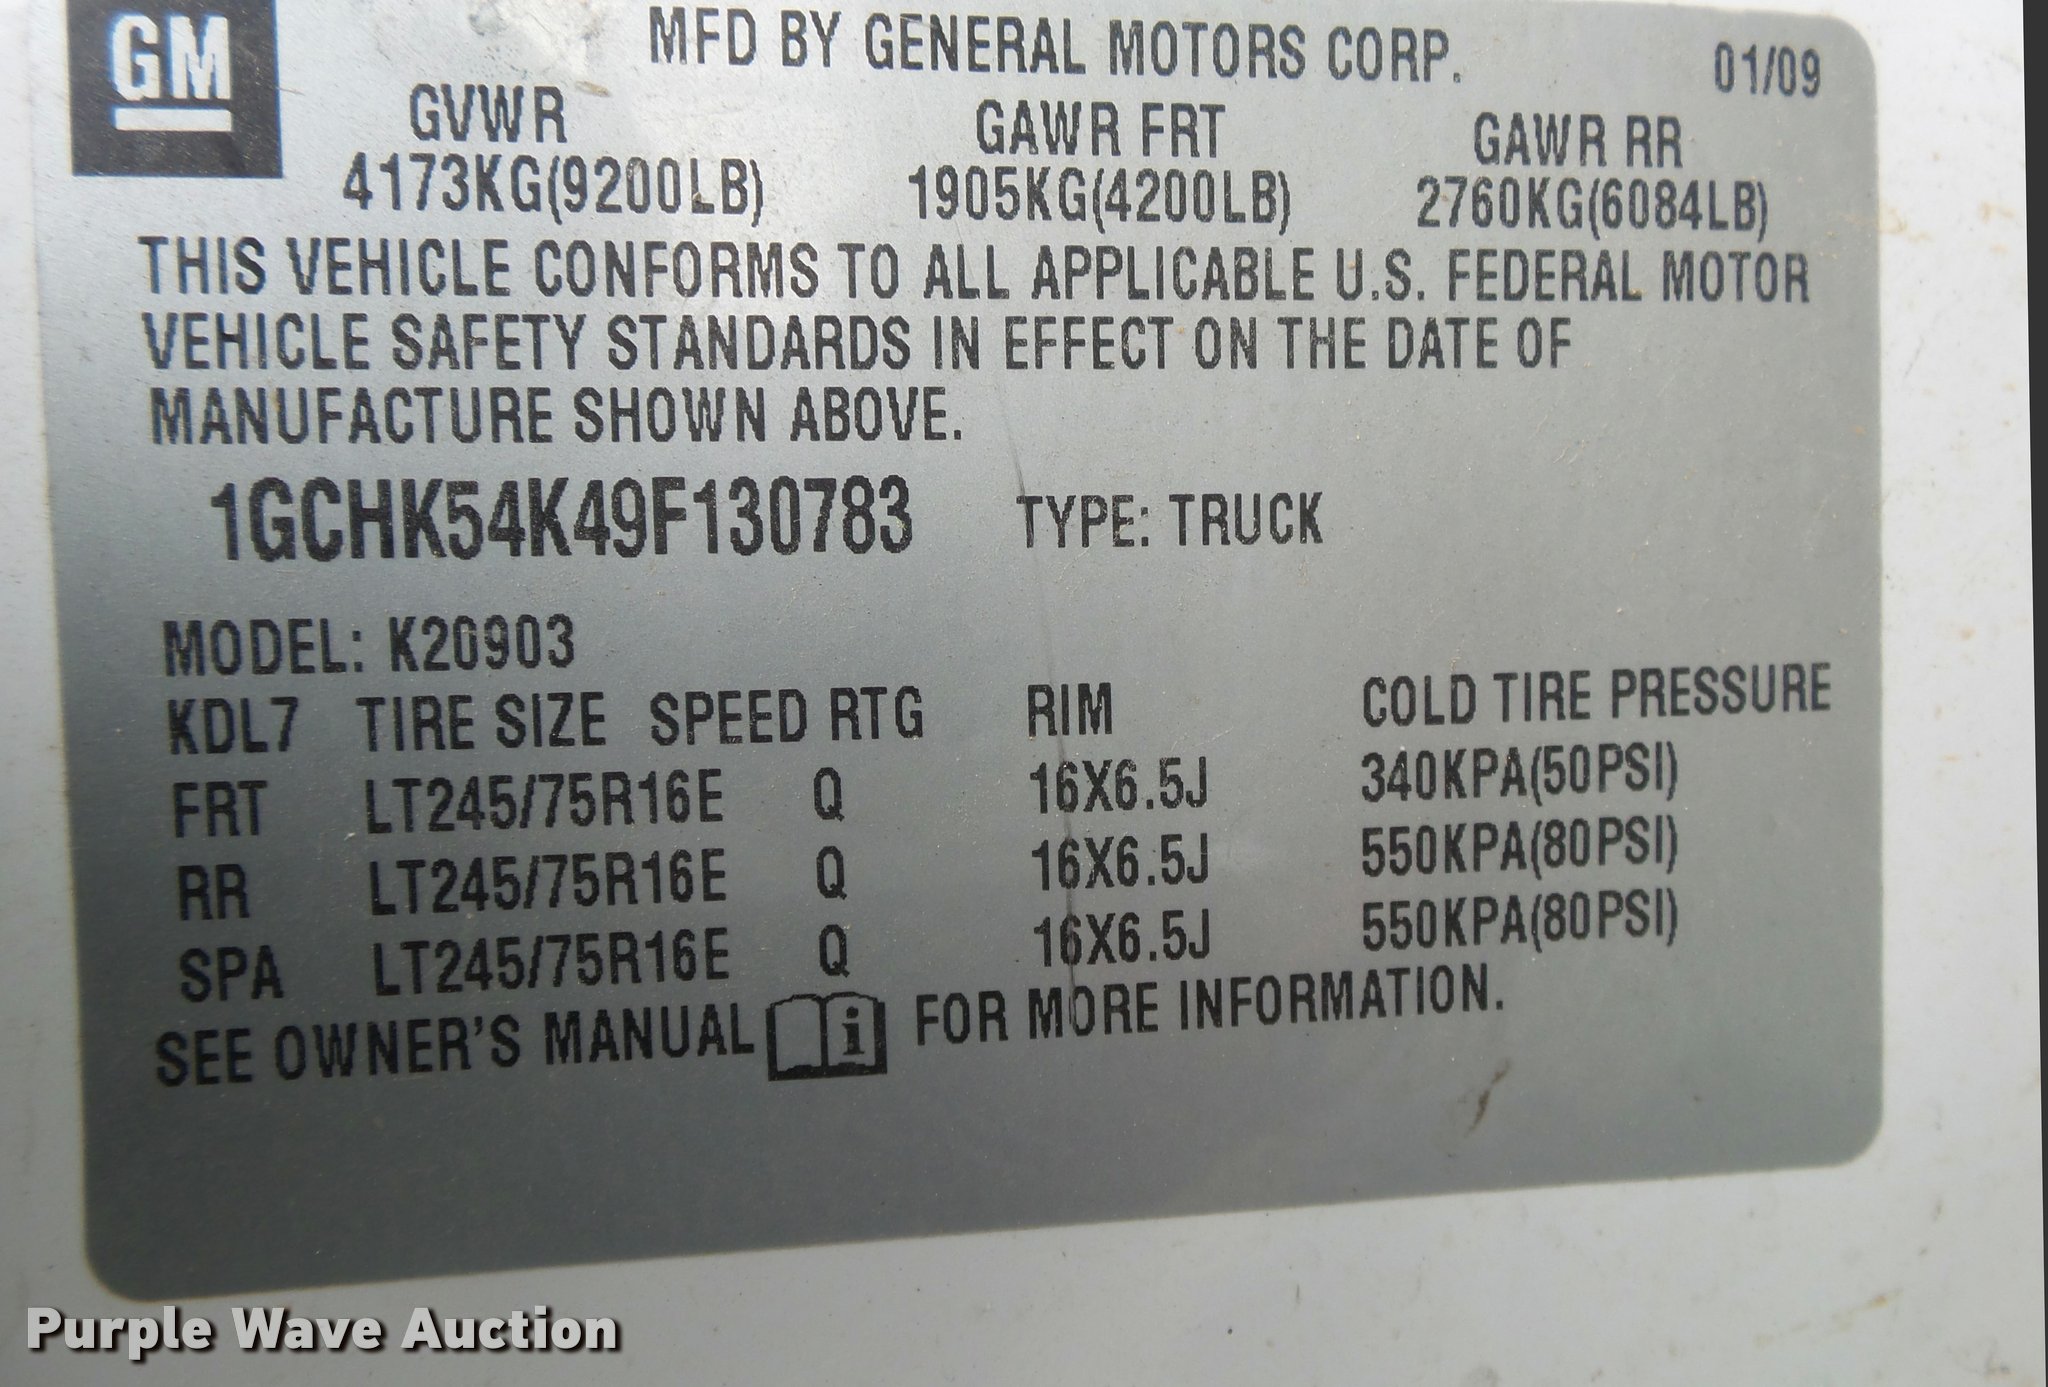 GM
MFD BY GENERAL MOTORS CORP. 01/09
GVWR GAWR FRT GAWR RR
4173KG(9200LB) 1905KG(4200LB) 2760KG(6084LB)
THIS VEHICLE CONFORMS TO ALL APPLICABLE U.S. FEDERAL MOTOR
VEHICLE SAFETY STANDARDS IN EFFECT ON THE DATE OF
MANUFACTURE SHOWN ABOVE.
1GCHK54K49F130783 TYPE: TRUCK
MODEL: K20903
KDL7 TIRE SIZE SPEED RTG RIM COLD TIRE PRESSURE
FRT LT245/75R16E Q 16X6.5J 340KPA(50PSI)
RR LT245/75R16E Q 16X6.5J 550KPA(80PSI)
SPA LT245/75R16E Q 16X6.5J 550KPA(80PSI)
SEE OWNER'S MANUAL i FOR MORE INFORMATION.
Purple Wave Auction